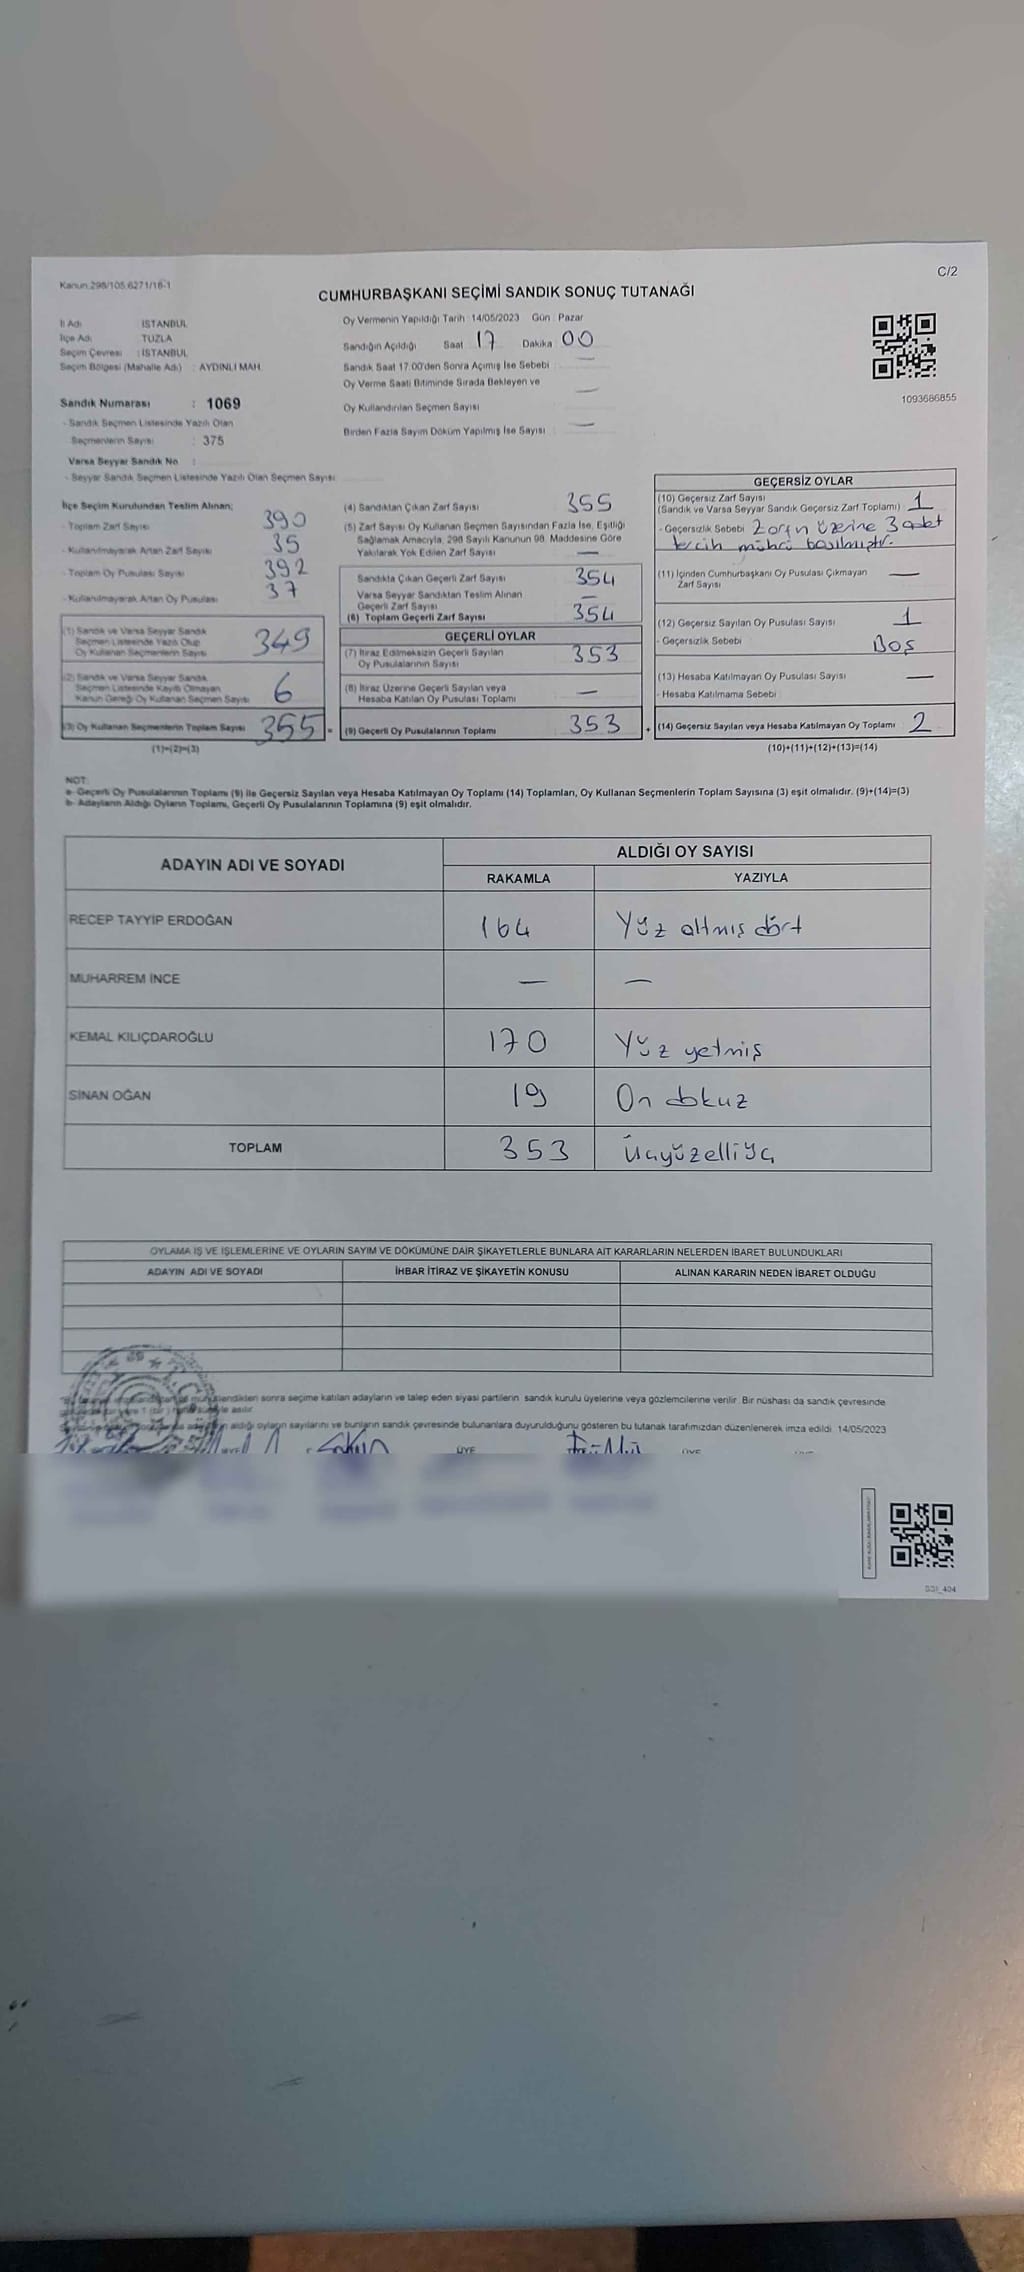 Kanun.298/105,6271/16-1
C/2
CUMHURBAŞKANI SEÇİMİ SANDIK SONUÇ TUTANAĞI
İl Adı İSTANBUL
İlçe Adı TUZLA
Seçim Çevresi : İSTANBUL
Seçim Bölgesi (Mahalle Adı) : AYDINLI MAH.
Sandık Numarası : 1069
- Sandık Seçmen Listesinde Yazılı Olan
Seçmenlerin Sayısı : 375
Varsa Seyyar Sandık No :
- Seyyar Sandık Seçmen Listesinde Yazılı Olan Seçmen Sayısı
Oy Vermenin Yapıldığı Tarih : 14/05/2023 Gün : Pazar
Sandığın Açıldığı Saat 17 Dakika 00
Sandık Saat 17:00'den Sonra Açımış İse Sebebi —
Oy Verme Saati Bitiminde Sırada Bekleyen ve
Oy Kullandırılan Seçmen Sayısı —
Birden Fazla Sayım Döküm Yapılmış İse Sayısı —
1093686855
İlçe Seçim Kurulundan Teslim Alınan;
- Toplam Zarf Sayısı 390
- Kullanılmayarak Artan Zarf Sayısı 35
- Toplam Oy Pusulası Sayısı 392
- Kullanılmayarak Artan Oy Pusulası 37
(1) Sandık ve Varsa Seyyar Sandık
Seçmen Listesinde Yazılı Olup
Oy Kullanan Seçmenlerin Sayısı 349
(2) Sandık ve Varsa Seyyar Sandık
Seçmen Listesinde Kayıtlı Olmayan
Kanun Gereği Oy Kullanan Seçmen Sayısı 6
(3) Oy Kullanan Seçmenlerin Toplam Sayısı 355 =
(1)+(2)=(3)
(4) Sandıktan Çıkan Zarf Sayısı 355
(5) Zarf Sayısı Oy Kullanan Seçmen Sayısından Fazla İse, Eşitliği
Sağlamak Amacıyla, 298 Sayılı Kanunun 98. Maddesine Göre
Yakılarak Yok Edilen Zarf Sayısı —
Sandıkta Çıkan Geçerli Zarf Sayısı 354
Varsa Seyyar Sandıktan Teslim Alınan
Geçerli Zarf Sayısı —
(6) Toplam Geçerli Zarf Sayısı 354
GEÇERLİ OYLAR
(7) İtiraz Edilmeksizin Geçerli Sayılan
Oy Pusulalarının Sayısı 353
(8) İtiraz Üzerine Geçerli Sayılan veya
Hesaba Katılan Oy Pusulası Toplamı —
(9) Geçerli Oy Pusulalarının Toplamı 353 +
GEÇERSİZ OYLAR
(10) Geçersiz Zarf Sayısı
(Sandık ve Varsa Seyyar Sandık Geçersiz Zarf Toplamı) 1
- Geçersizlik Sebebi Zarfın üzerine 3 adet
tercih mührü basılmıştır.
(11) İçinden Cumhurbaşkanı Oy Pusulası Çıkmayan
Zarf Sayısı —
(12) Geçersiz Sayılan Oy Pusulası Sayısı 1
- Geçersizlik Sebebi Boş
(13) Hesaba Katılmayan Oy Pusulası Sayısı —
- Hesaba Katılmama Sebebi
(14) Geçersiz Sayılan veya Hesaba Katılmayan Oy Toplamı 2
(10)+(11)+(12)+(13)=(14)
NOT:
a- Geçerli Oy Pusulalarının Toplamı (9) ile Geçersiz Sayılan veya Hesaba Katılmayan Oy Toplamı (14) Toplamları, Oy Kullanan Seçmenlerin Toplam Sayısına (3) eşit olmalıdır. (9)+(14)=(3)
b- Adayların Aldığı Oyların Toplamı, Geçerli Oy Pusulalarının Toplamına (9) eşit olmalıdır.
ADAYIN ADI VE SOYADI ALDIĞI OY SAYISI
RAKAMLA YAZIYLA
RECEP TAYYİP ERDOĞAN 164 Yüz altmış dört
MUHARREM İNCE — —
KEMAL KILIÇDAROĞLU 170 Yüz yetmiş
SİNAN OĞAN 19 On dokuz
TOPLAM 353 Üçyüzelliüç
OYLAMA İŞ VE İŞLEMLERİNE VE OYLARIN SAYIM VE DÖKÜMÜNE DAİR ŞİKAYETLERLE BUNLARA AİT KARARLARIN NELERDEN İBARET BULUNDUKLARI
ADAYIN ADI VE SOYADI İHBAR İTİRAZ VE ŞİKAYETİN KONUSU ALINAN KARARIN NEDEN İBARET OLDUĞU
sonra seçime katılan adayların ve talep eden siyasi partilerin sandık kurulu üyelerine veya gözlemcilerine verilir. Bir nüshası da sandık çevresinde
aldığı oyların sayılarını ve bunların sandık çevresinde bulunanlara duyurulduğunu gösteren bu tutanak tarafımızdan düzenlenerek imza edildi. 14/05/2023
ÜYE